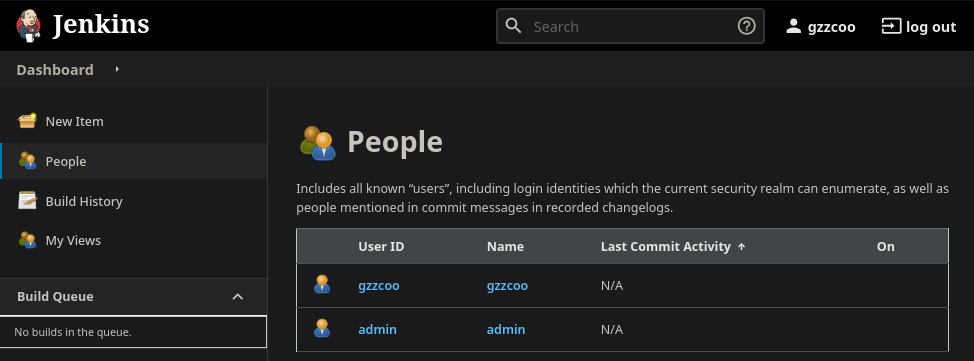 Jenkins
Search
gzzcoo
log out
Dashboard
New Item
People
Build History
My Views
Build Queue
No builds in the queue.
People
Includes all known “users”, including login identities which the current security realm can enumerate, as well as
people mentioned in commit messages in recorded changelogs.
User ID Name Last Commit Activity ↑ On
gzzcoo gzzcoo N/A
admin admin N/A